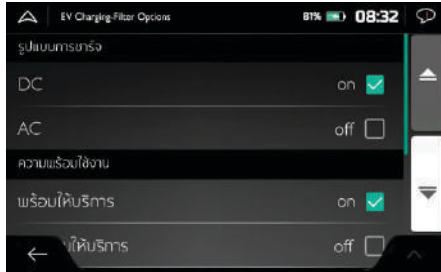 EV Charging-Filter Options
81%
08:32
รูปแบบการชาร์จ
DC on
AC off
ความพร้อมใช้งาน
พร้อมให้บริการ on
ให้บริการ off